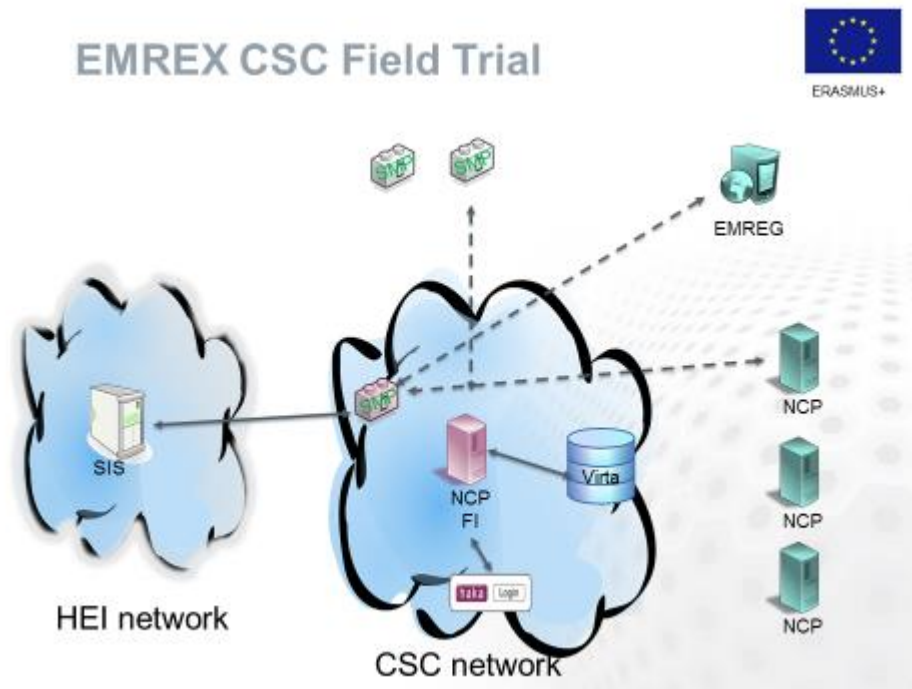 EMREX CSC Field Trial
ERASMUS+
SMP
SMP
EMREG
SMP
NCP
SIS
Virta
NCP
FI
NCP
haka Login
NCP
HEI network
CSC network